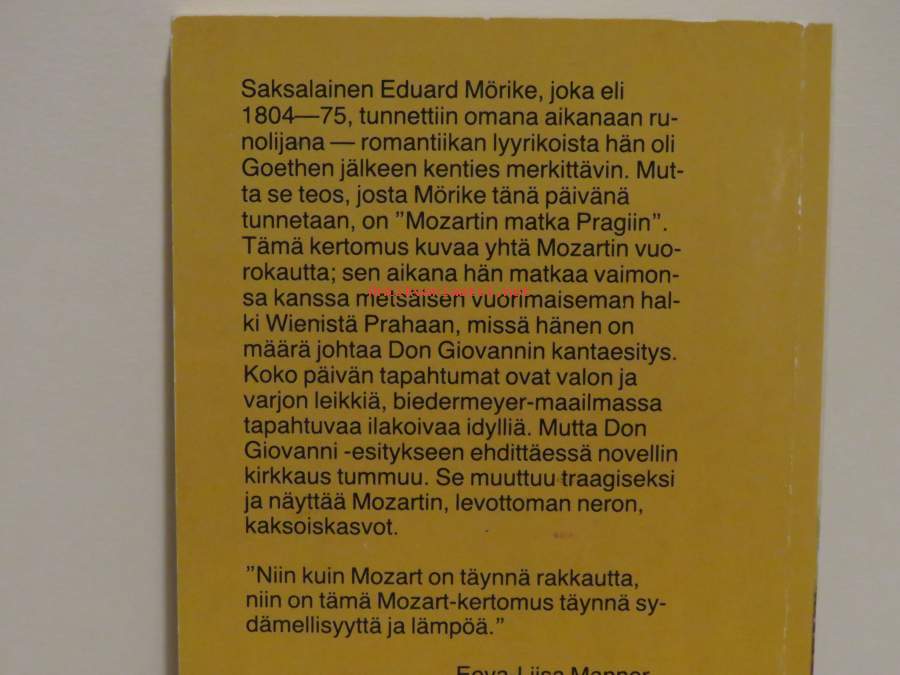 Saksalainen Eduard Mörike, joka eli
1804—75, tunnettiin omana aikanaan ru-
nolijana — romantiikan lyyrikoista hän oli
Goethen jälkeen kenties merkittävin. Mut-
ta se teos, josta Mörike tänä päivänä
tunnetaan, on ”Mozartin matka Pragiin”.
Tämä kertomus kuvaa yhtä Mozartin vuo-
rokautta; sen aikana hän matkaa vaimon-
sa kanssa metsäisen vuorimaiseman hal-
ki Wienistä Prahaan, missä hänen on
määrä johtaa Don Giovannin kantaesitys.
Koko päivän tapahtumat ovat valon ja
varjon leikkiä, biedermeyer-maailmassa
tapahtuvaa ilakoivaa idylliä. Mutta Don
Giovanni -esitykseen ehdittäessä novellin
kirkkaus tummuu. Se muuttuu traagiseksi
ja näyttää Mozartin, levottoman neron,
kaksoiskasvot.
”Niin kuin Mozart on täynnä rakkautta,
niin on tämä Mozart-kertomus täynnä sy-
dämellisyyttä ja lämpöä.”
Eeva-Liisa Manner